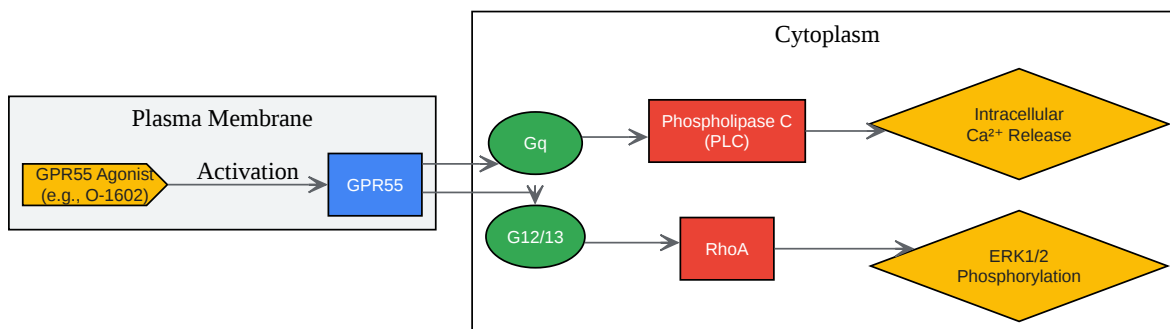 Plasma Membrane
GPR55 Agonist
(e.g., O-1602)
Activation
GPR55
Cytoplasm
Gq
Phospholipase C
(PLC)
Intracellular
Ca²⁺ Release
G12/13
RhoA
ERK1/2
Phosphorylation